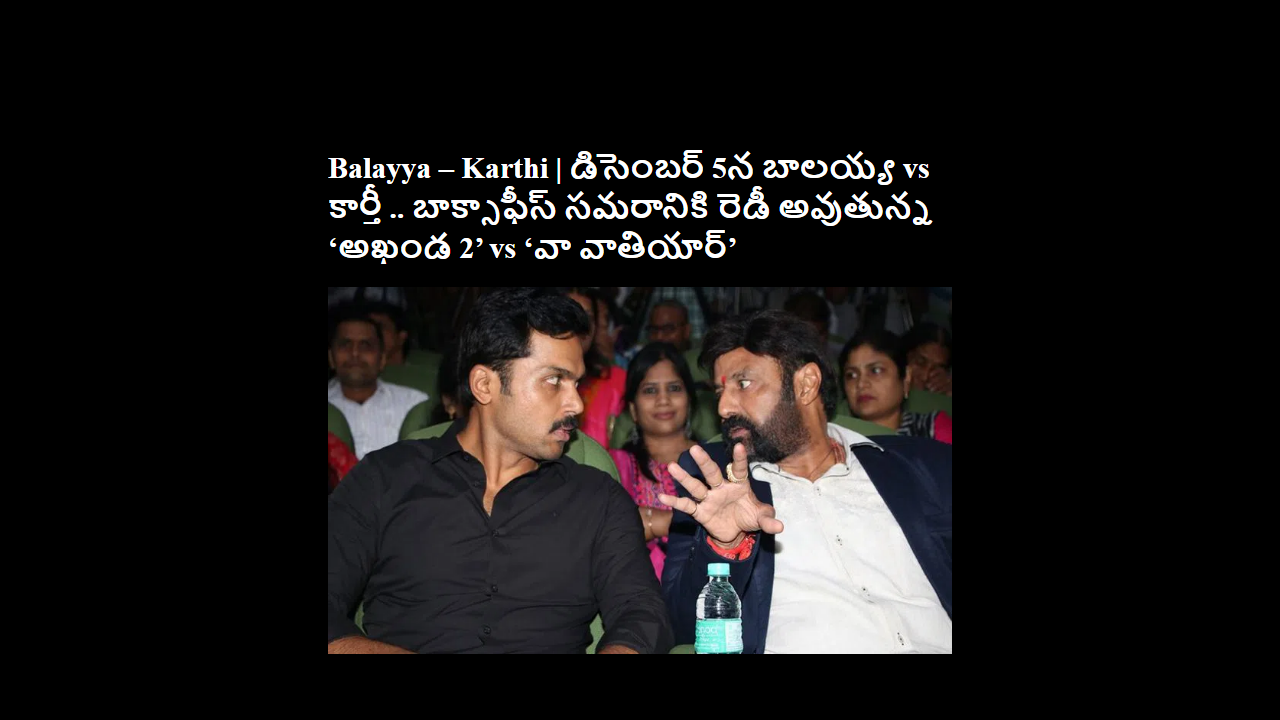 Balayya – Karthi | డిసెంబర్ 5న బాలయ్య vs
కార్తీ .. బాక్సాఫీస్ సమరానికి రెడీ అవుతున్న
‘అఖండ 2’ vs ‘వా వాతియార్’